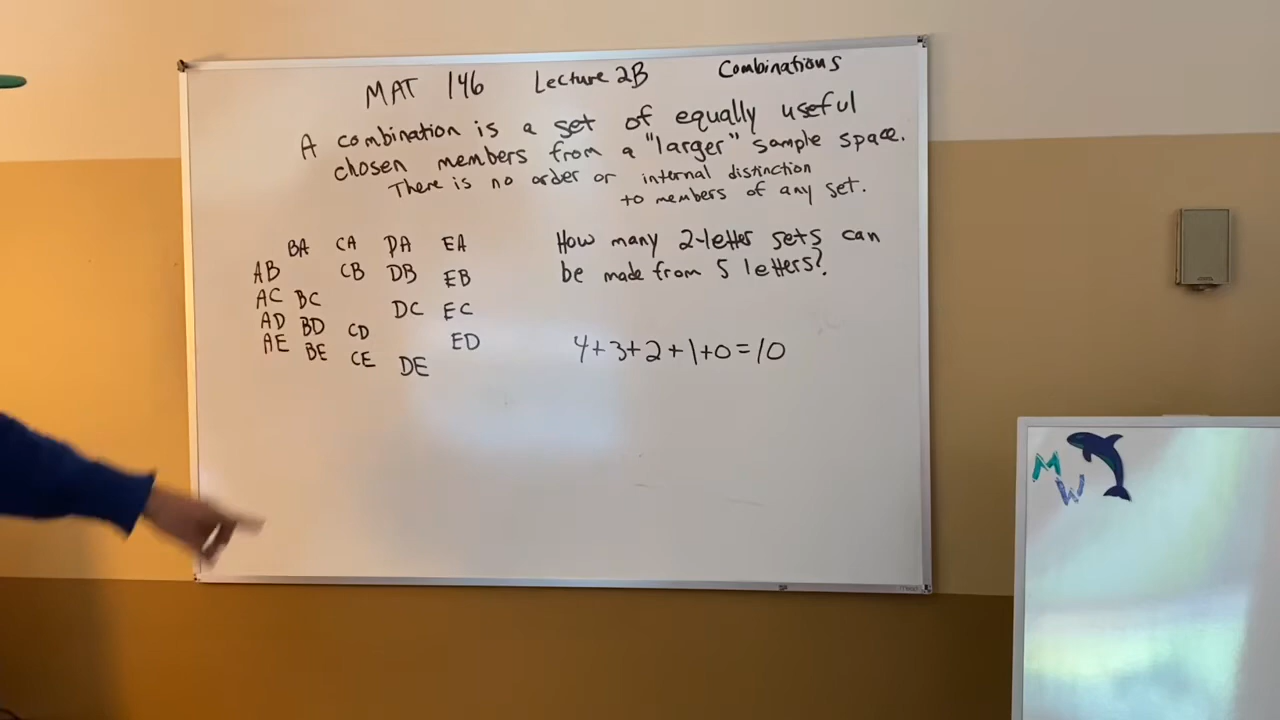 MAT 146 Lecture 2B Combinations
A combination is a set of equally useful
chosen members from a "larger" sample space.
There is no order or internal distinction
to members of any set.
BA CA DA EA
AB CB DB EB
AC BC DC EC
AD BD CD ED
AE BE CE DE
How many 2-letter sets can
be made from 5 letters?
4+3+2+1+0=10
M
W